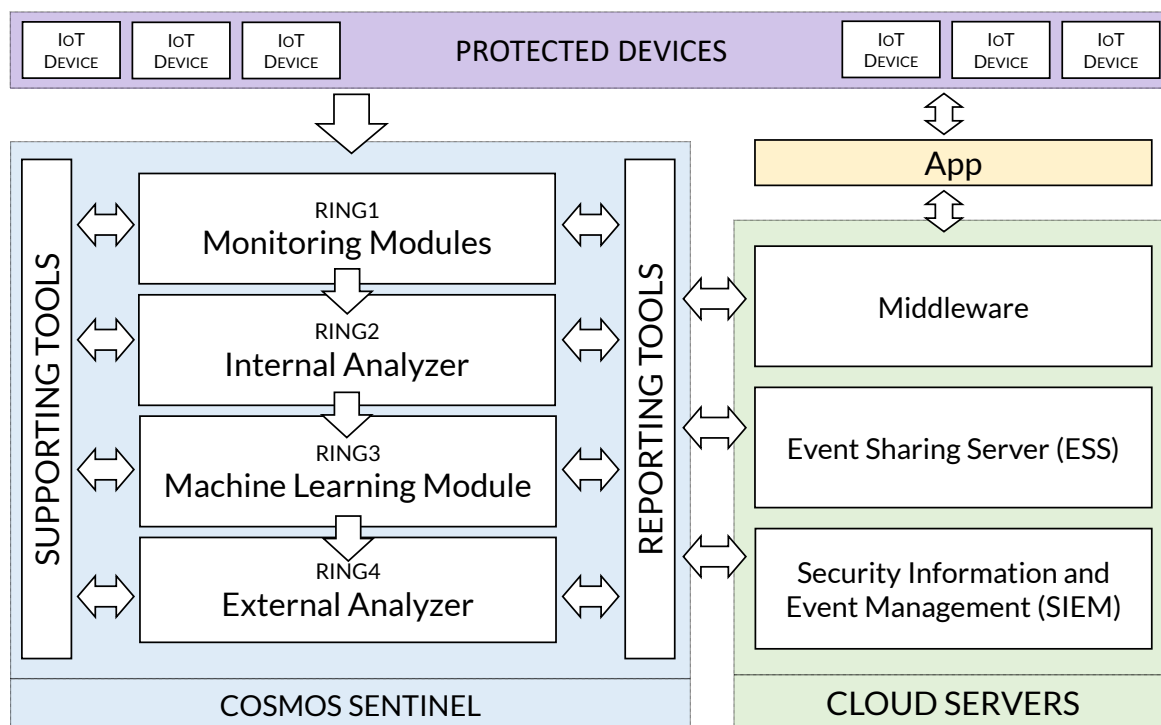 IoT
Device
IoT
Device
IoT
Device
PROTECTED DEVICES
IoT
Device
IoT
Device
IoT
Device
App
SUPPORTING TOOLS
RING1
Monitoring Modules
RING2
Internal Analyzer
RING3
Machine Learning Module
RING4
External Analyzer
REPORTING TOOLS
COSMOS SENTINEL
Middleware
Event Sharing Server (ESS)
Security Information and
Event Management (SIEM)
CLOUD SERVERS